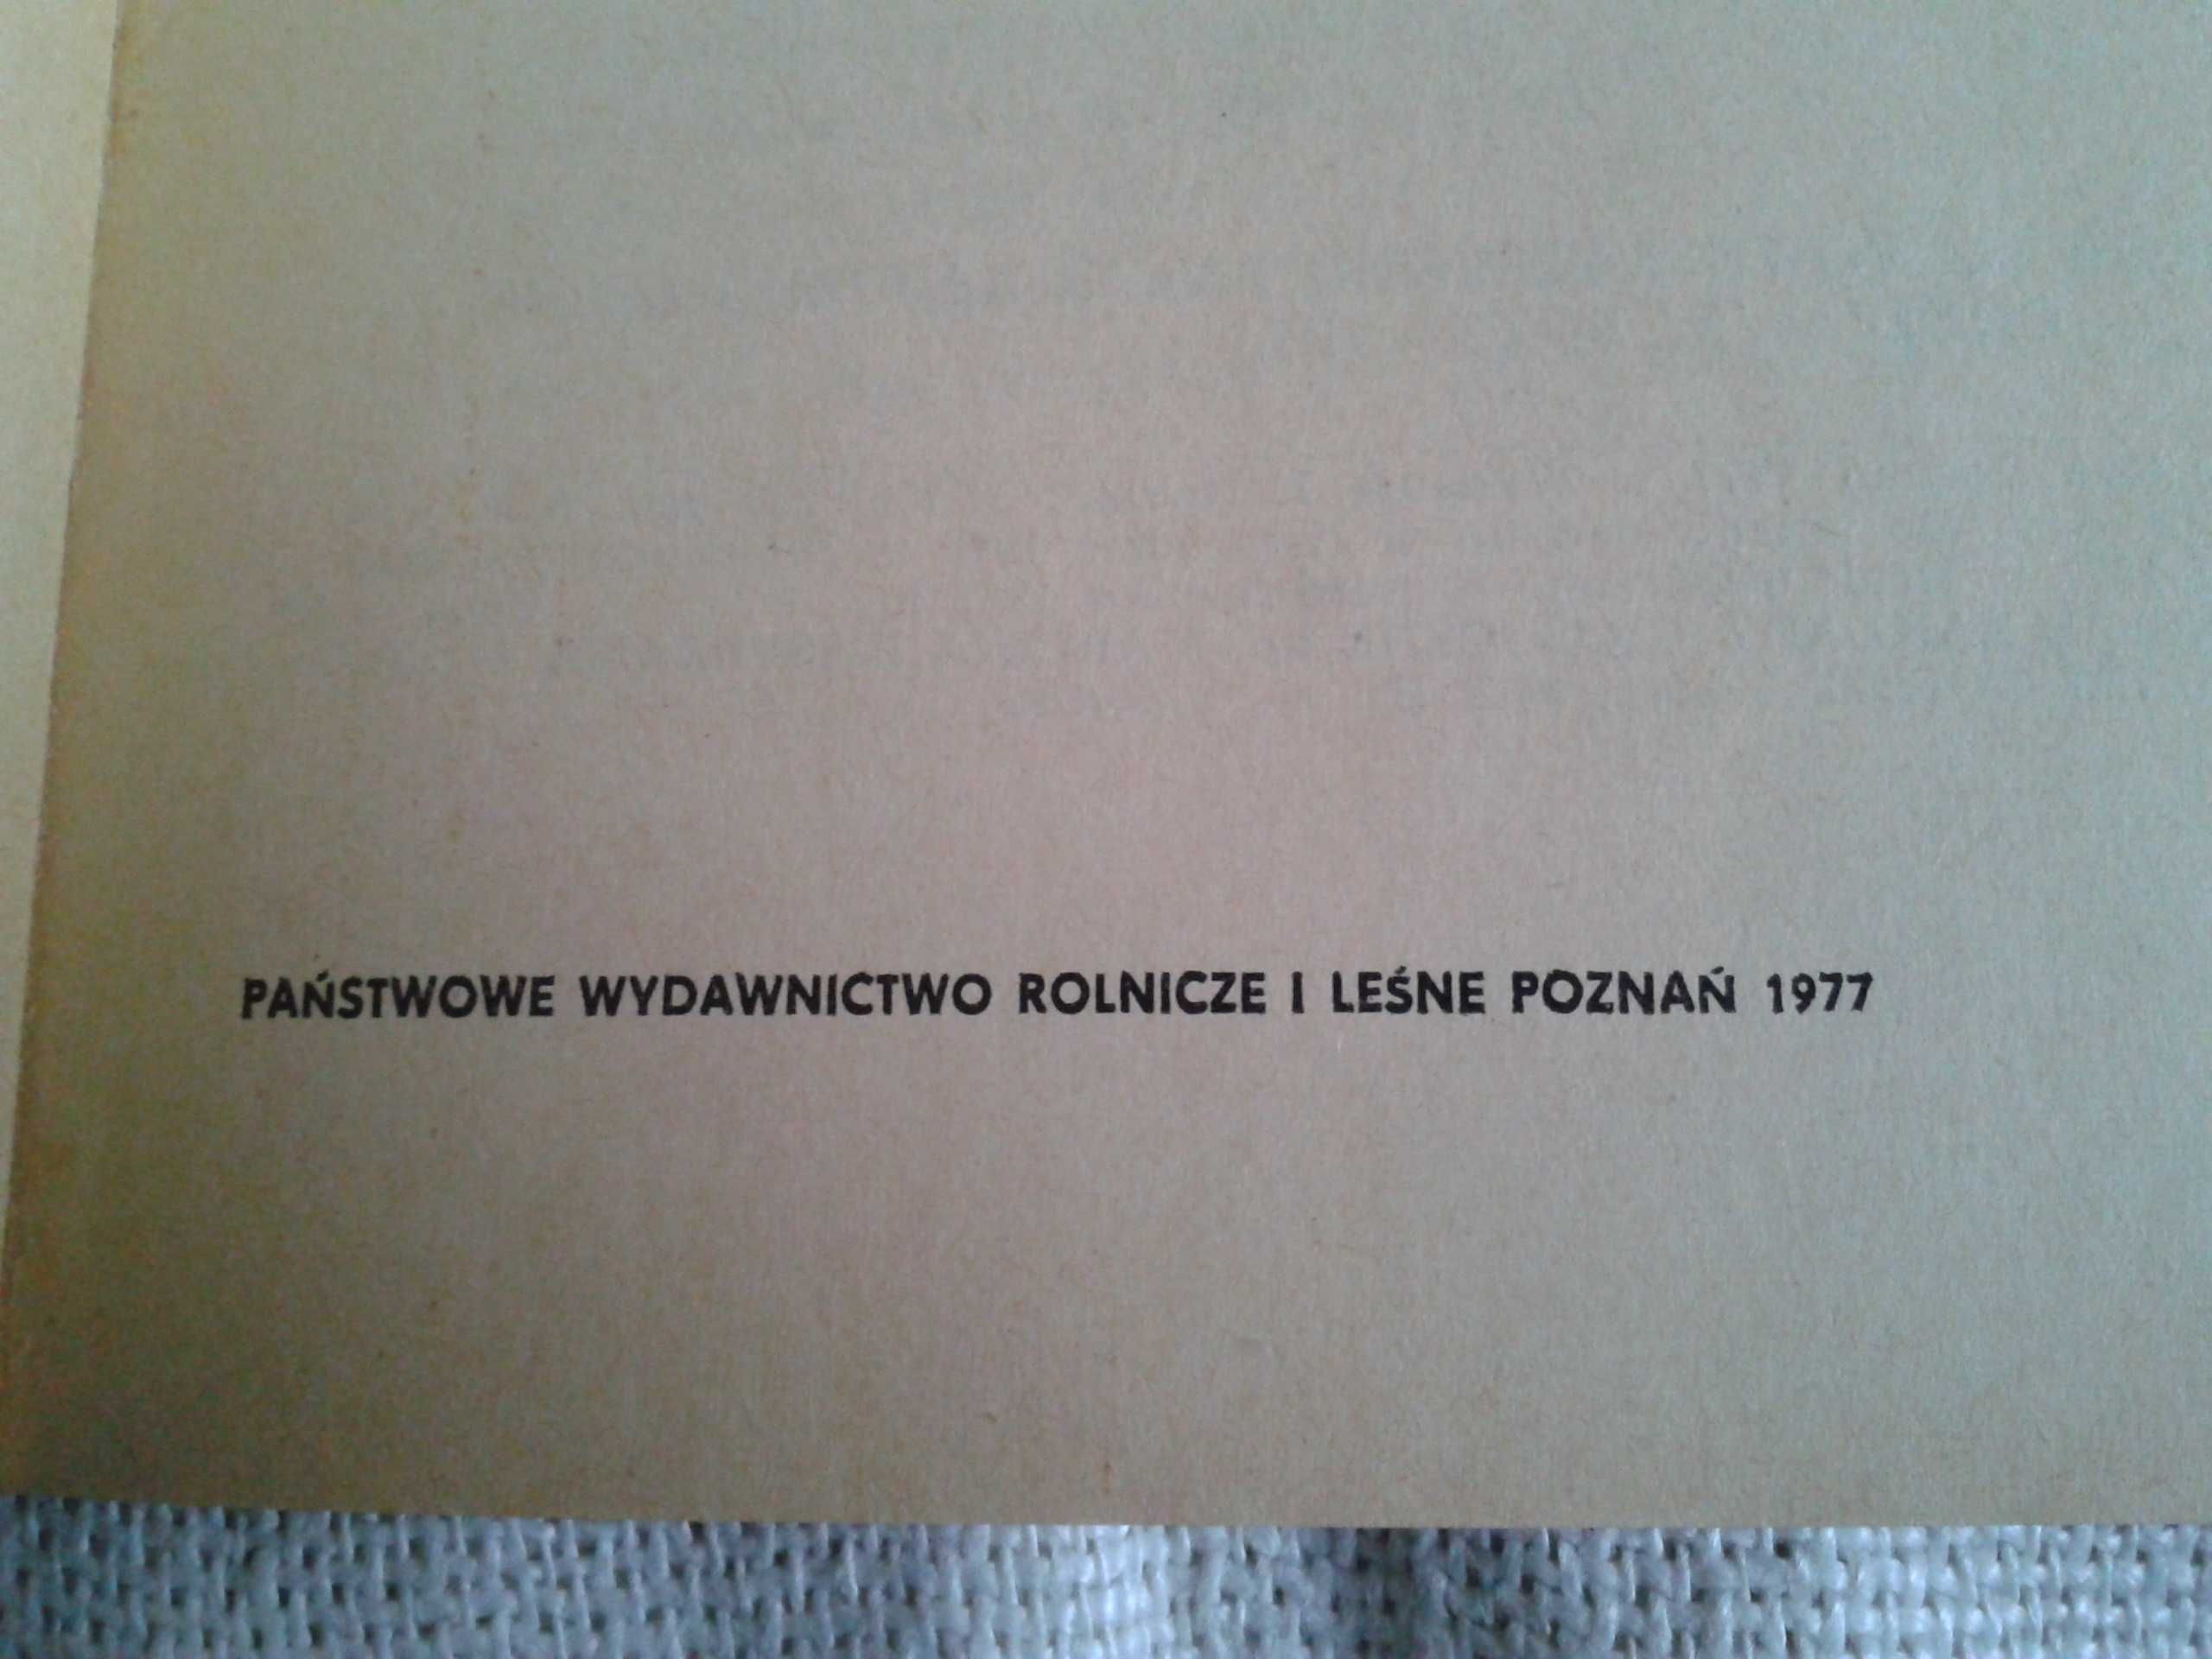 PAŃSTWOWE WYDAWNICTWO ROLNICZE I LEŚNE POZNAŃ 1977